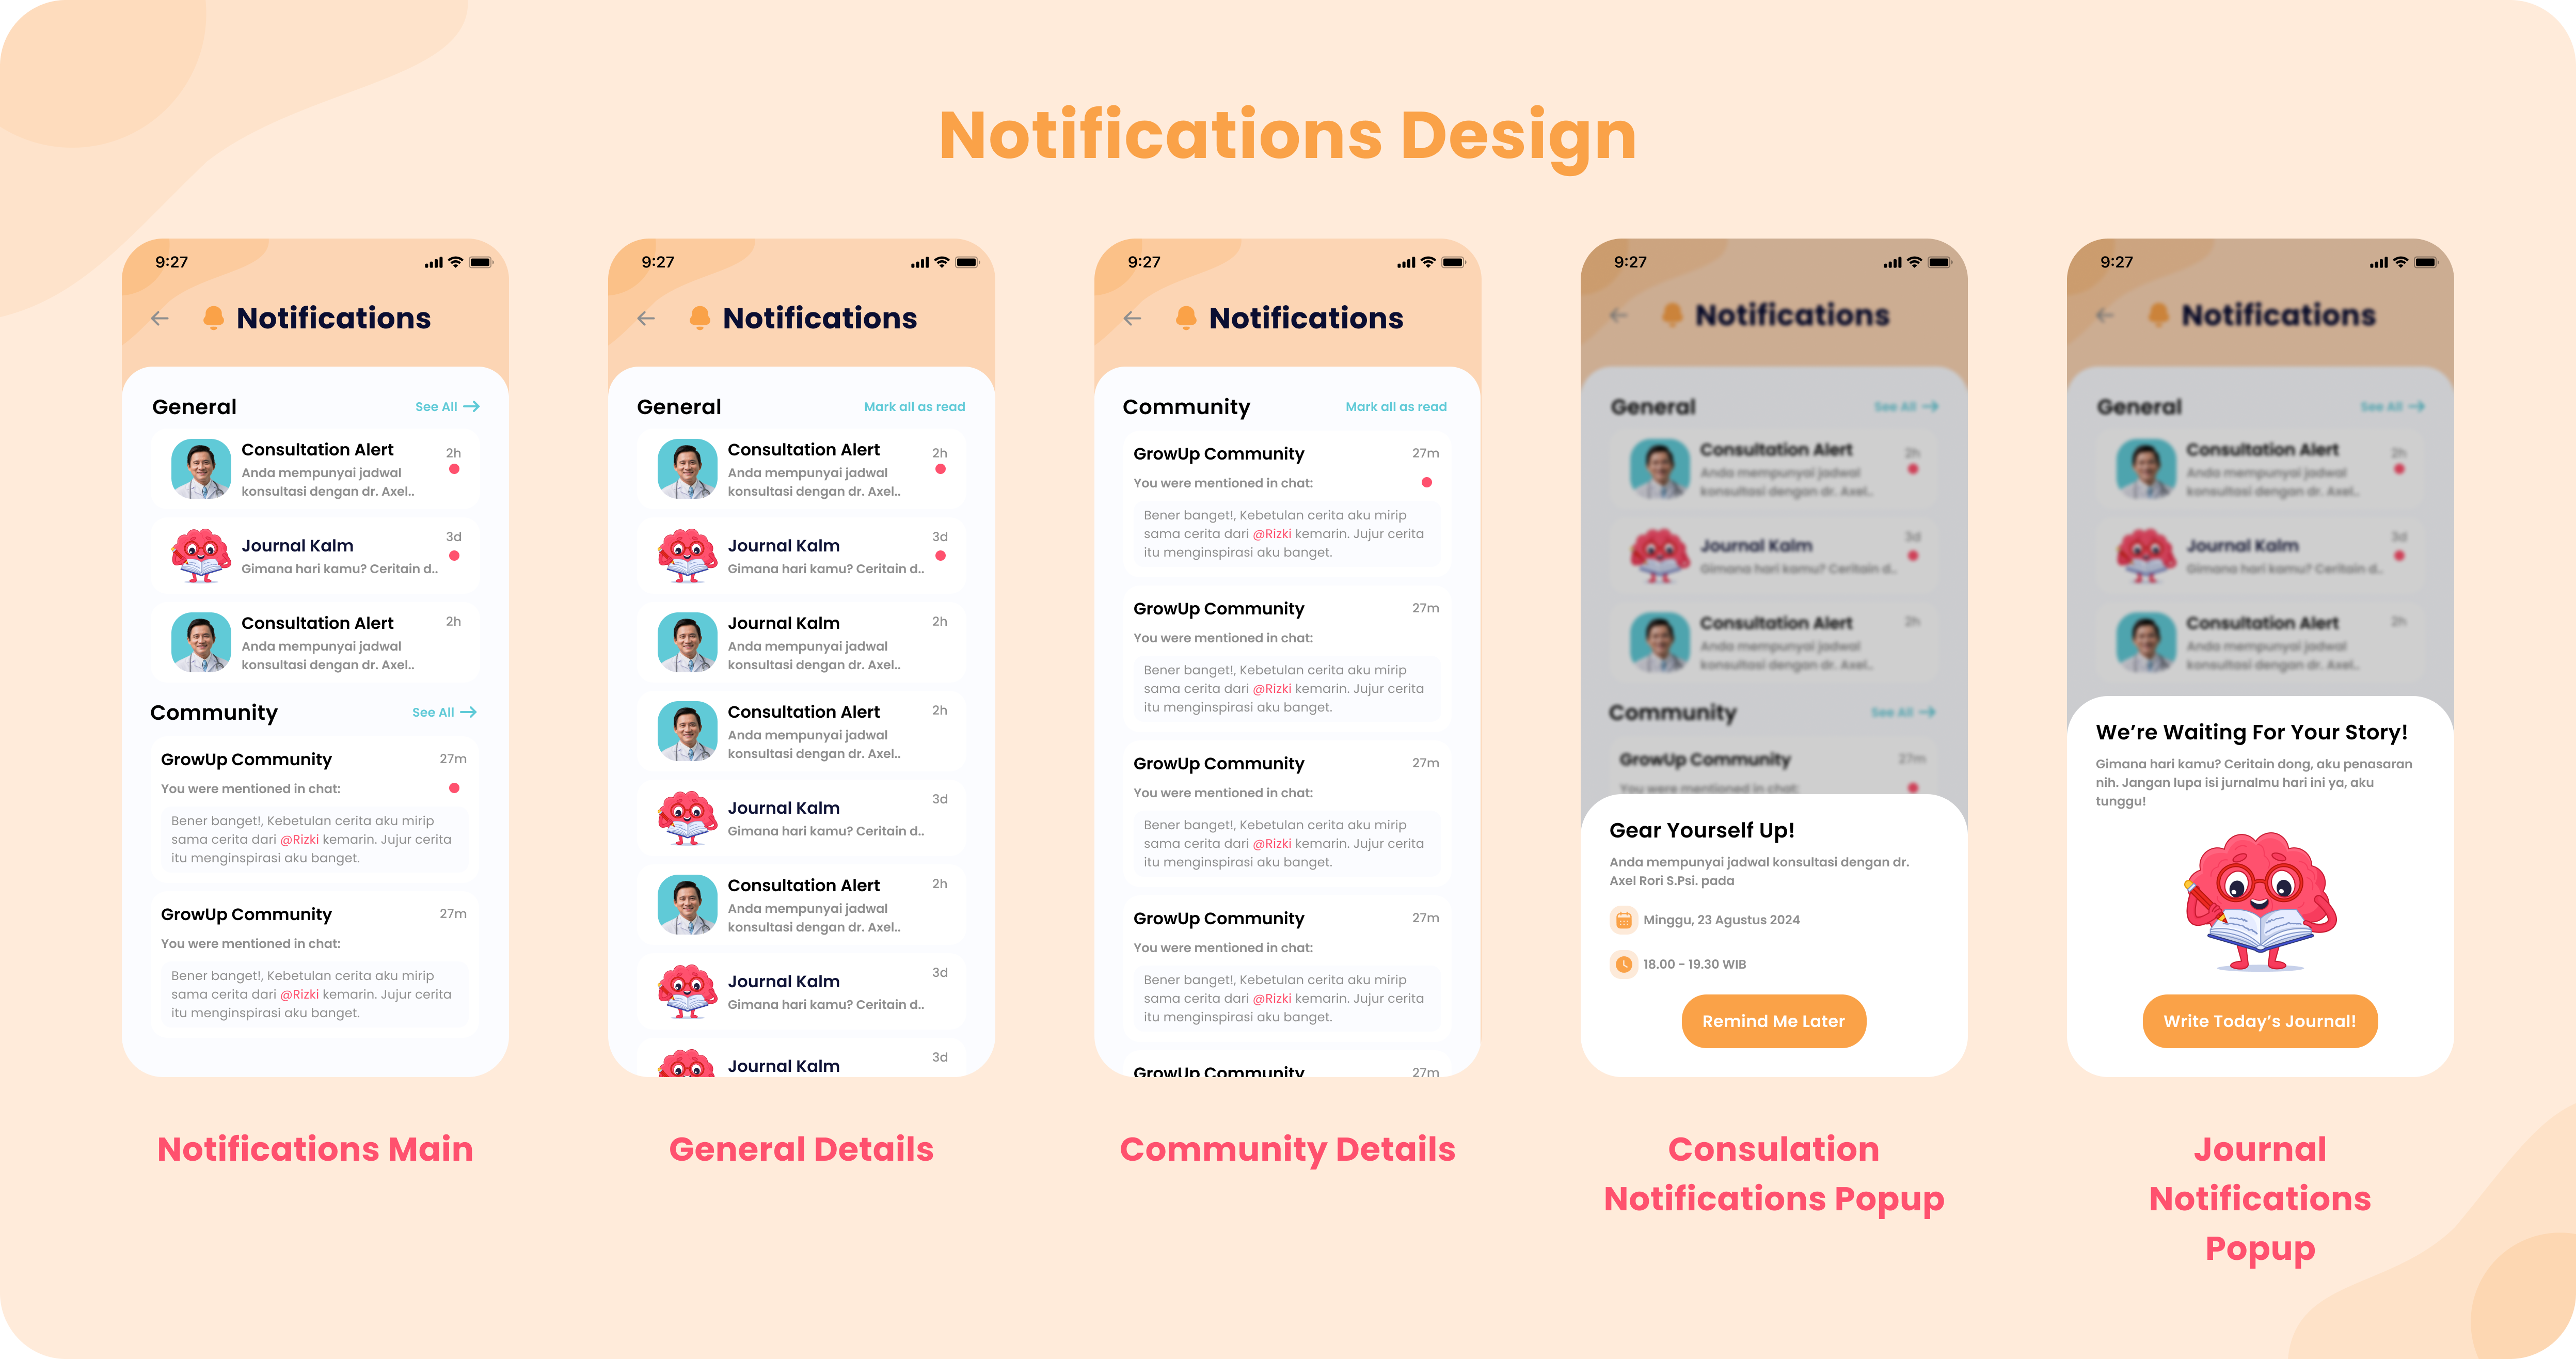 Notifications Design
9:27
Notifications
General
See All
Consultation Alert
2h
Anda mempunyai jadwal
konsultasi dengan dr. Axel..
Journal Kalm
3d
Gimana hari kamu? Ceritain d..
Consultation Alert
2h
Anda mempunyai jadwal
konsultasi dengan dr. Axel..
Community
See All
GrowUp Community
27m
You were mentioned in chat:
Bener banget!, Kebetulan cerita aku mirip
sama cerita dari @Rizki kemarin. Jujur cerita
itu menginspirasi aku banget.
GrowUp Community
27m
You were mentioned in chat:
Bener banget!, Kebetulan cerita aku mirip
sama cerita dari @Rizki kemarin. Jujur cerita
itu menginspirasi aku banget.
Notifications Main
9:27
Notifications
General
Mark all as read
Consultation Alert
2h
Anda mempunyai jadwal
konsultasi dengan dr. Axel..
Journal Kalm
3d
Gimana hari kamu? Ceritain d..
Journal Kalm
2h
Anda mempunyai jadwal
konsultasi dengan dr. Axel..
Consultation Alert
2h
Anda mempunyai jadwal
konsultasi dengan dr. Axel..
Journal Kalm
3d
Gimana hari kamu? Ceritain d..
Consultation Alert
2h
Anda mempunyai jadwal
konsultasi dengan dr. Axel..
Journal Kalm
3d
Gimana hari kamu? Ceritain d..
Journal Kalm
3d
General Details
9:27
Notifications
Community
Mark all as read
GrowUp Community
27m
You were mentioned in chat:
Bener banget!, Kebetulan cerita aku mirip
sama cerita dari @Rizki kemarin. Jujur cerita
itu menginspirasi aku banget.
GrowUp Community
27m
You were mentioned in chat:
Bener banget!, Kebetulan cerita aku mirip
sama cerita dari @Rizki kemarin. Jujur cerita
itu menginspirasi aku banget.
GrowUp Community
27m
You were mentioned in chat:
Bener banget!, Kebetulan cerita aku mirip
sama cerita dari @Rizki kemarin. Jujur cerita
itu menginspirasi aku banget.
GrowUp Community
27m
You were mentioned in chat:
Bener banget!, Kebetulan cerita aku mirip
sama cerita dari @Rizki kemarin. Jujur cerita
itu menginspirasi aku banget.
GrowUp Community
27m
Community Details
9:27
Notifications
General
See All
Consultation Alert
2h
Anda mempunyai jadwal
konsultasi dengan dr. Axel..
Journal Kalm
3d
Gimana hari kamu? Ceritain d..
Consultation Alert
2h
Anda mempunyai jadwal
konsultasi dengan dr. Axel..
Community
See All
GrowUp Community
27m
You were mentioned in chat:
Gear Yourself Up!
Anda mempunyai jadwal konsultasi dengan dr.
Axel Rori S.Psi. pada
Minggu, 23 Agustus 2024
18.00 - 19.30 WIB
Remind Me Later
Consulation
Notifications Popup
9:27
Notifications
General
See All
Consultation Alert
2h
Anda mempunyai jadwal
konsultasi dengan dr. Axel..
Journal Kalm
3d
Gimana hari kamu? Ceritain d..
Consultation Alert
2h
Anda mempunyai jadwal
konsultasi dengan dr. Axel..
We're Waiting For Your Story!
Gimana hari kamu? Ceritain dong, aku penasaran
nih. Jangan lupa isi jurnalmu hari ini ya, aku
tunggu!
Write Today's Journal!
Journal
Notifications
Popup